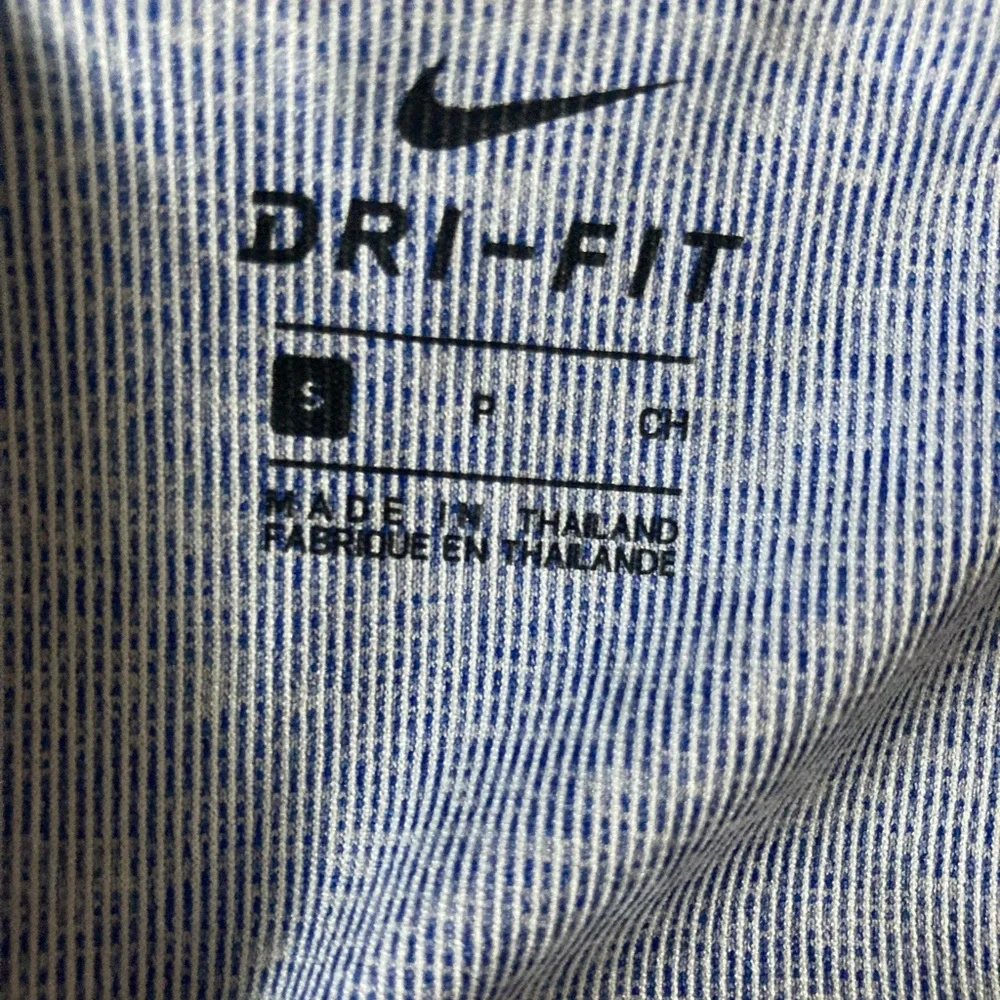 DRI-FIT
S P CH
MADE IN THAILAND
FABRIQUE EN THAILANDE